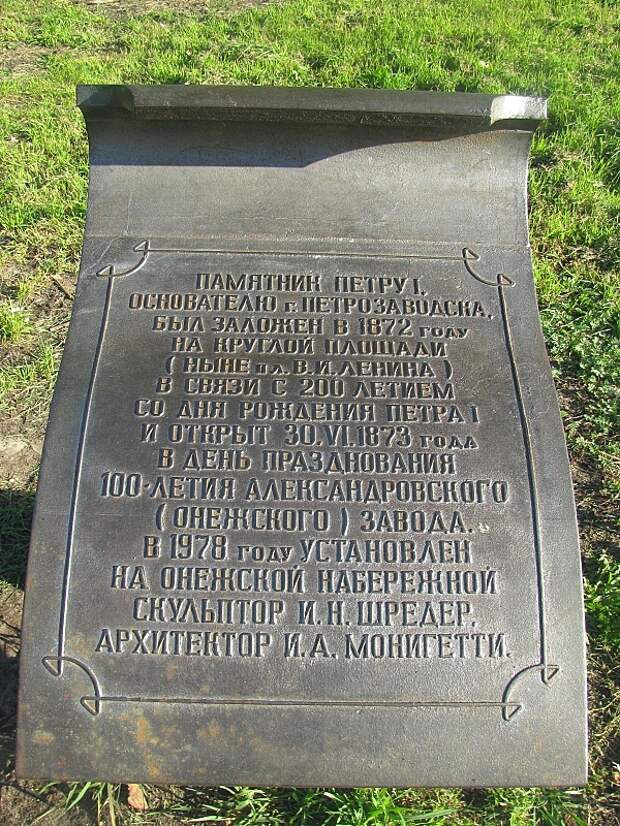 ПАМЯТНИК ПЕТРУ I,
ОСНОВАТЕЛЮ г. ПЕТРОЗАВОДСКА,
БЫЛ ЗАЛОЖЕН В 1872 году
НА КРУГЛОЙ ПЛОЩАДИ
(НЫНЕ пл. В.И. ЛЕНИНА)
В СВЯЗИ С 200 ЛЕТИЕМ
СО ДНЯ РОЖДЕНИЯ ПЕТРА I
И ОТКРЫТ 30.VI.1873 года
В ДЕНЬ ПРАЗДНОВАНИЯ
100-ЛЕТИЯ АЛЕКСАНДРОВСКОГО
(ОНЕЖСКОГО) ЗАВОДА.
В 1978 году УСТАНОВЛЕН
НА ОНЕЖСКОЙ НАБЕРЕЖНОЙ
СКУЛЬПТОР И.Н. ШРЕДЕР.
АРХИТЕКТОР И.А. МОНИГЕТТИ.